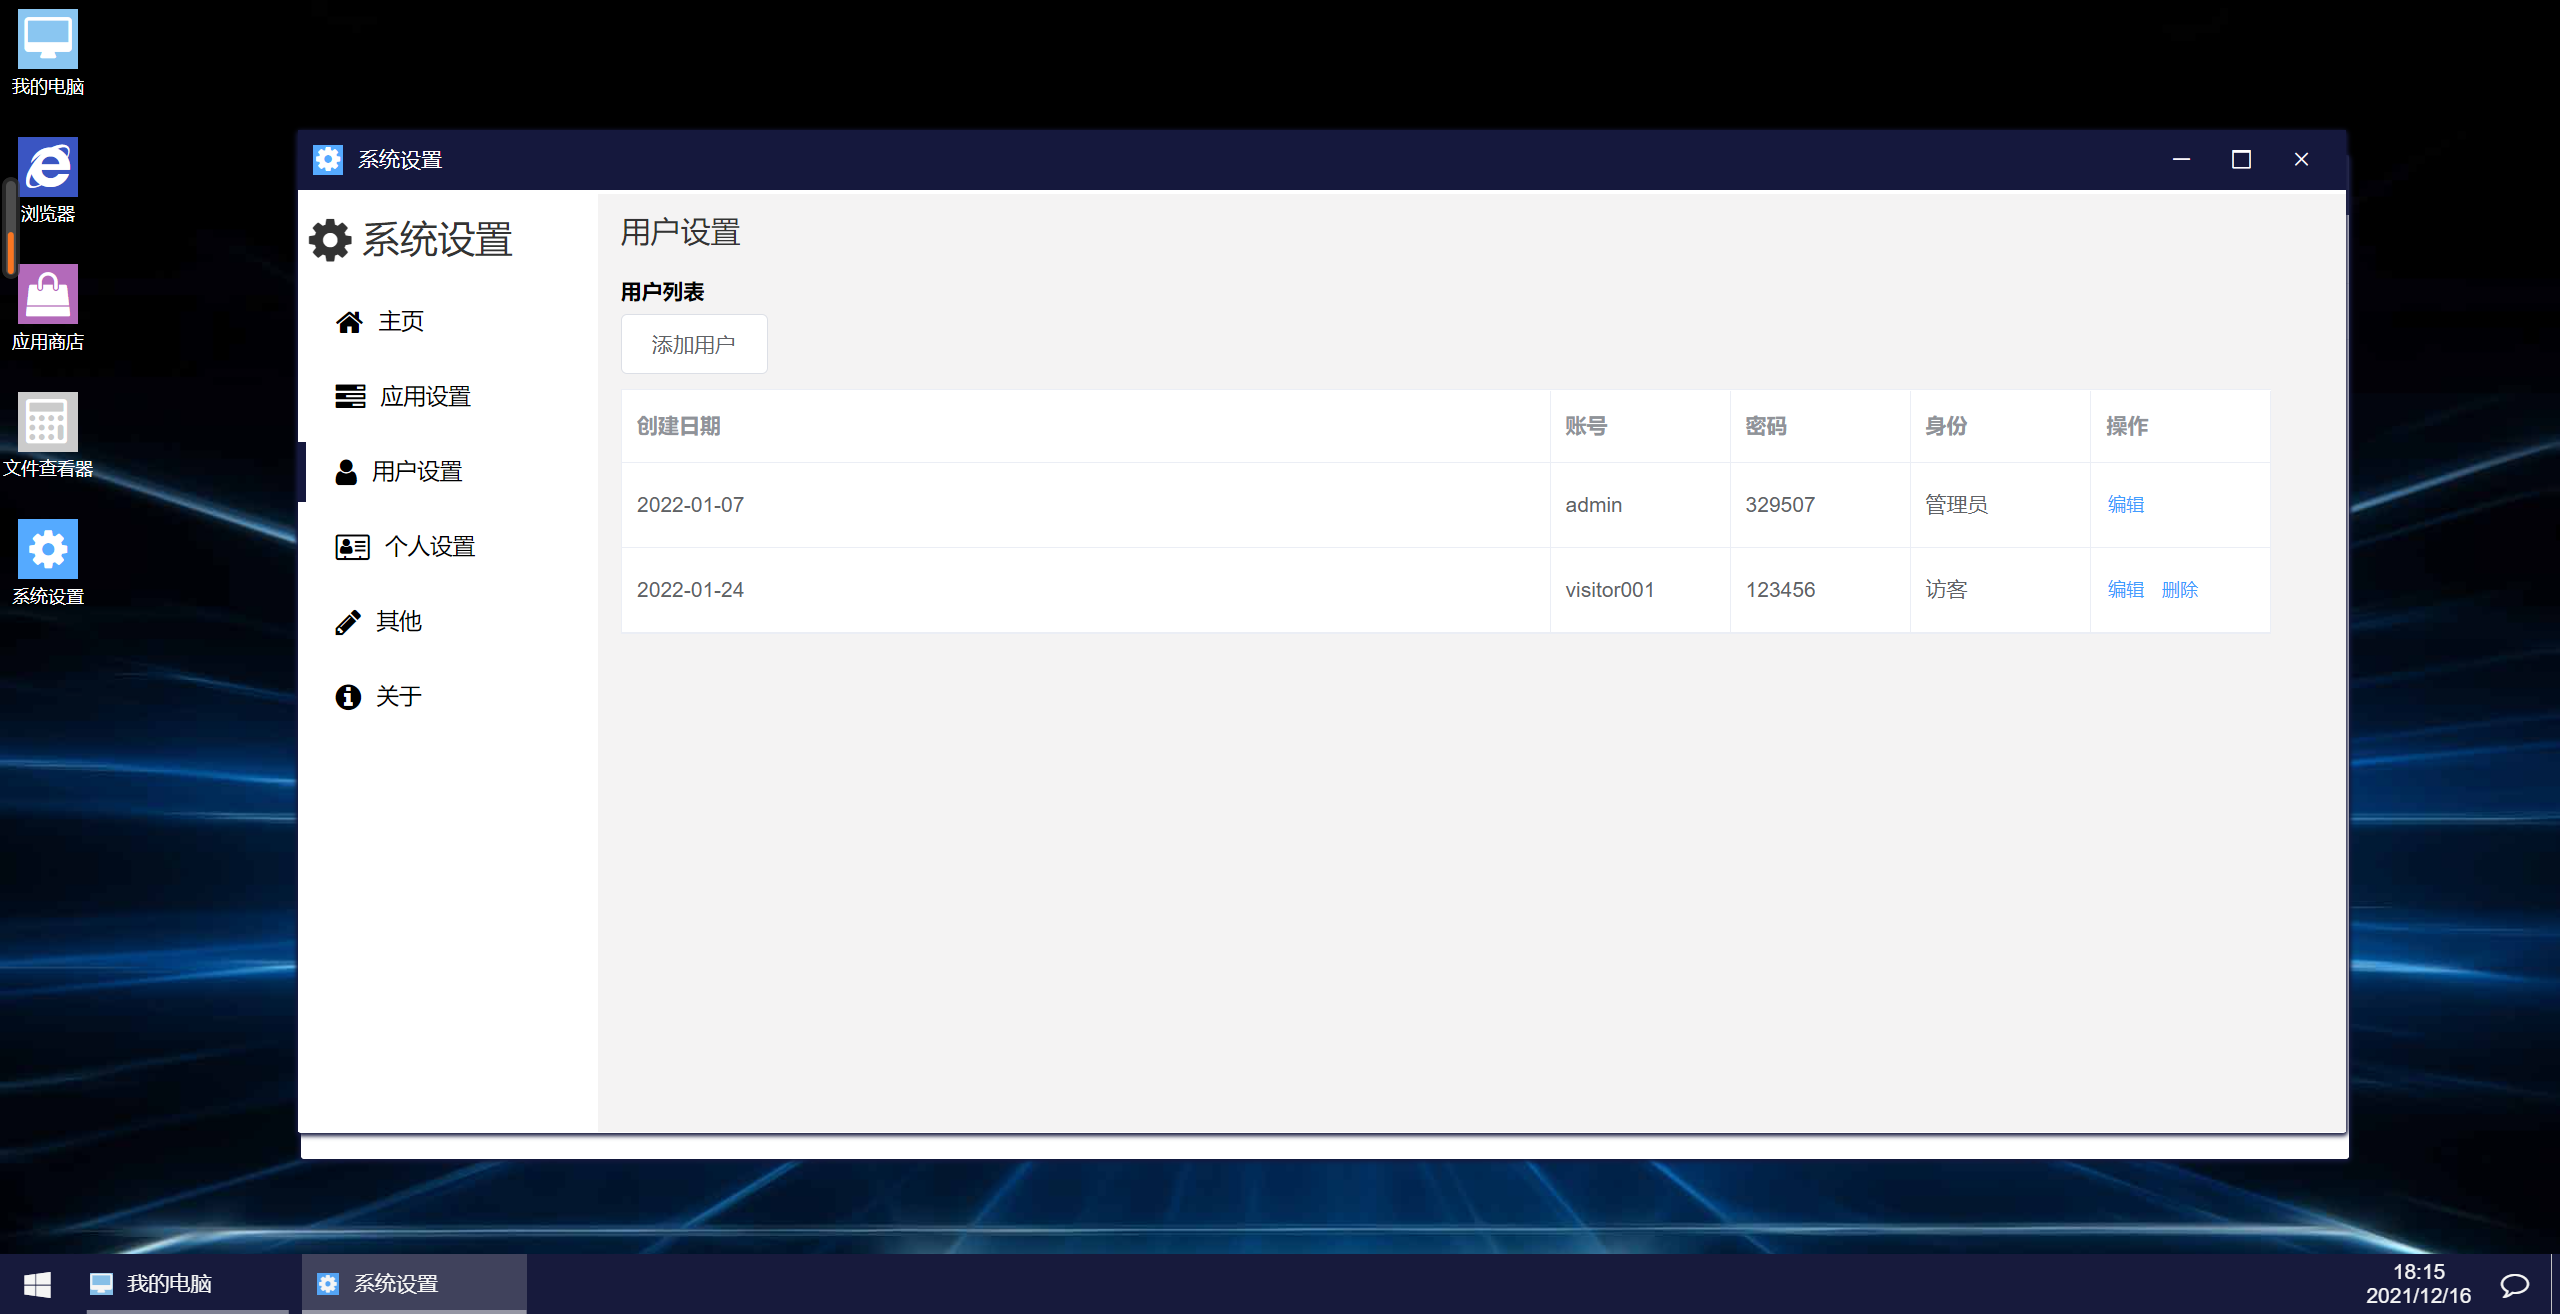 我的电脑
浏览器
应用商店
文件查看器
系统设置
系统设置
系统设置
主页
应用设置
用户设置
个人设置
其他
关于
用户设置
用户列表
添加用户
创建日期 账号 密码 身份 操作
2022-01-07 admin 329507 管理员 编辑
2022-01-24 visitor001 123456 访客 编辑 删除
我的电脑 系统设置
18:15
2021/12/16